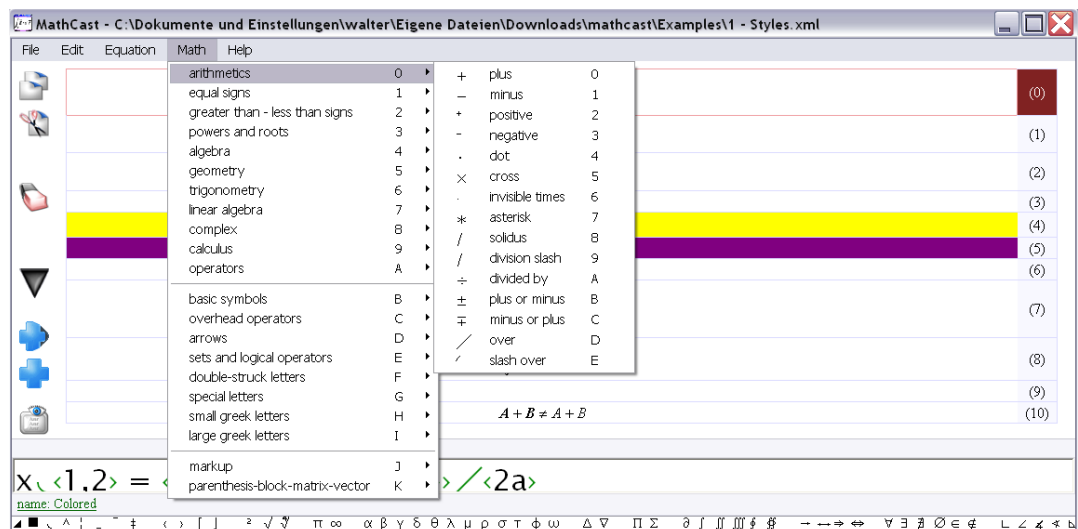 MathCast - C:\Dokumente und Einstellungen\walter\Eigene Dateien\Downloads\mathcast\Examples\1 - Styles.xml
File Edit Equation Math Help
arithmetics 0
equal signs 1
greater than - less than signs 2
powers and roots 3
algebra 4
geometry 5
trigonometry 6
linear algebra 7
complex 8
calculus 9
operators A
basic symbols B
overhead operators C
arrows D
sets and logical operators E
double-struck letters F
special letters G
small greek letters H
large greek letters I
markup J
parenthesis-block-matrix-vector K
+ plus 0
− minus 1
+ positive 2
- negative 3
· dot 4
× cross 5
. invisible times 6
* asterisk 7
/ solidus 8
/ division slash 9
÷ divided by A
± plus or minus B
∓ minus or plus C
╱ over D
⁄ slash over E
(0)
(1)
(2)
(3)
(4)
(5)
(6)
(7)
(8)
(9)
A + B ≠ A + B (10)
x˛‹1,2› = ‹ › ╱‹2a›
name: Colored
π ∞ α β γ δ θ λ μ ρ σ τ ϕ ω Δ ∇ Π Σ ∂ ∫ ∬ ∭ ∮ ∯ → ⇔ ∀ ∃ ∄ ∅ ∈ ∉ ∟ ∠